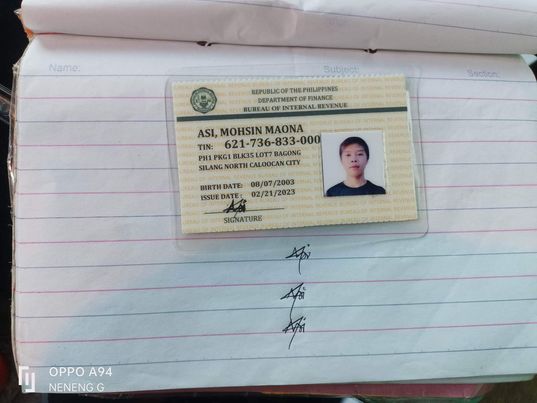 Name:
Subject:
Section:
REPUBLIC OF THE PHILIPPINES
DEPARTMENT OF FINANCE
BUREAU OF INTERNAL REVENUE
ASI, MOHSIN MAONA
TIN: 621-736-833-000
PH1 PKG1 BLK35 LOT7 BAGONG
SILANG NORTH CALOOCAN CITY
BIRTH DATE: 08/07/2003
ISSUE DATE : 02/21/2023
SIGNATURE
OPPO A94
NENENG G